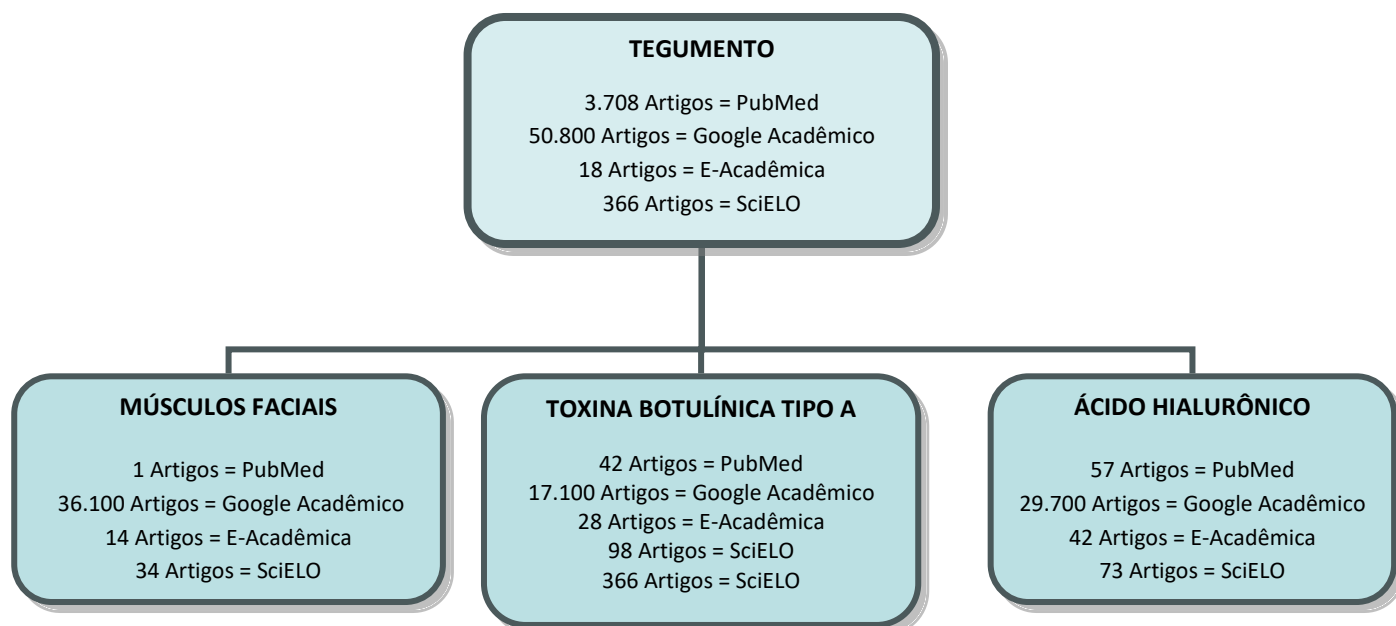 TEGUMENTO
3.708 Artigos = PubMed
50.800 Artigos = Google Acadêmico
18 Artigos = E-Acadêmica
366 Artigos = SciELO
MÚSCULOS FACIAIS
1 Artigos = PubMed
36.100 Artigos = Google Acadêmico
14 Artigos = E-Acadêmica
34 Artigos = SciELO
TOXINA BOTULÍNICA TIPO A
42 Artigos = PubMed
17.100 Artigos = Google Acadêmico
28 Artigos = E-Acadêmica
98 Artigos = SciELO
366 Artigos = SciELO
ÁCIDO HIALURÔNICO
57 Artigos = PubMed
29.700 Artigos = Google Acadêmico
42 Artigos = E-Acadêmica
73 Artigos = SciELO